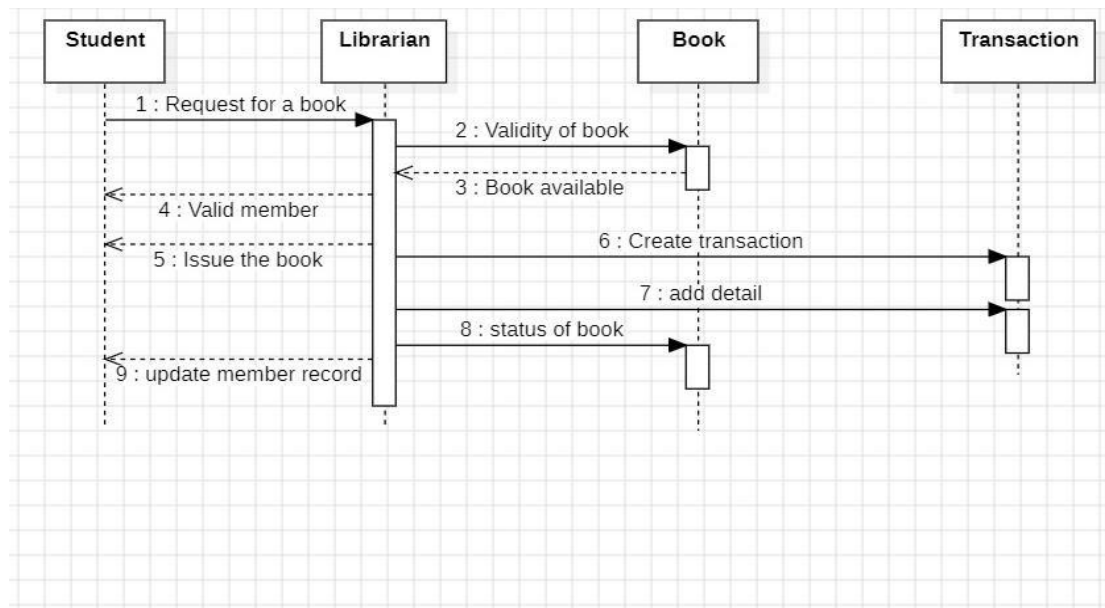 Student
Librarian
Book
Transaction
1 : Request for a book
2 : Validity of book
3 : Book available
4 : Valid member
5 : Issue the book
6 : Create transaction
7 : add detail
8 : status of book
9 : update member record